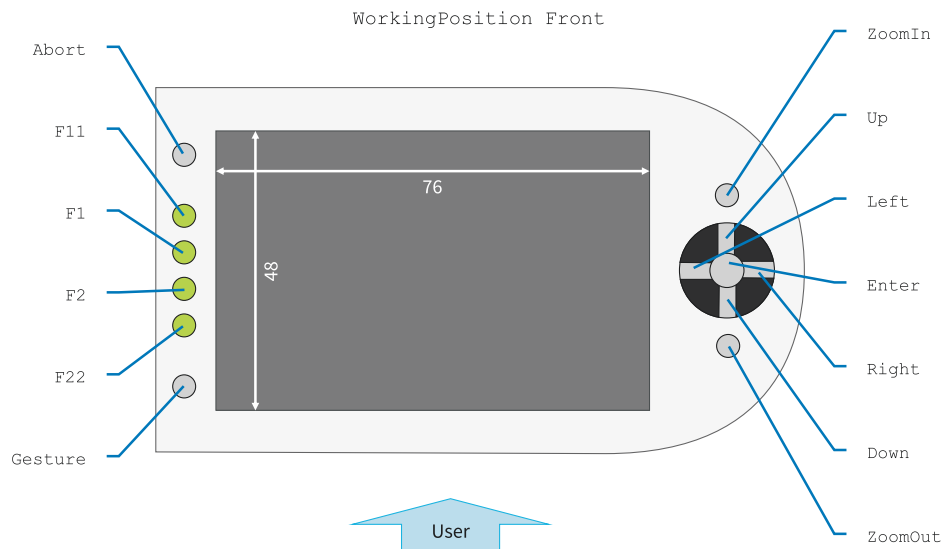 WorkingPosition Front
Abort
F11
F1
F2
F22
Gesture
76
48
ZoomIn
Up
Left
Enter
Right
Down
ZoomOut
User